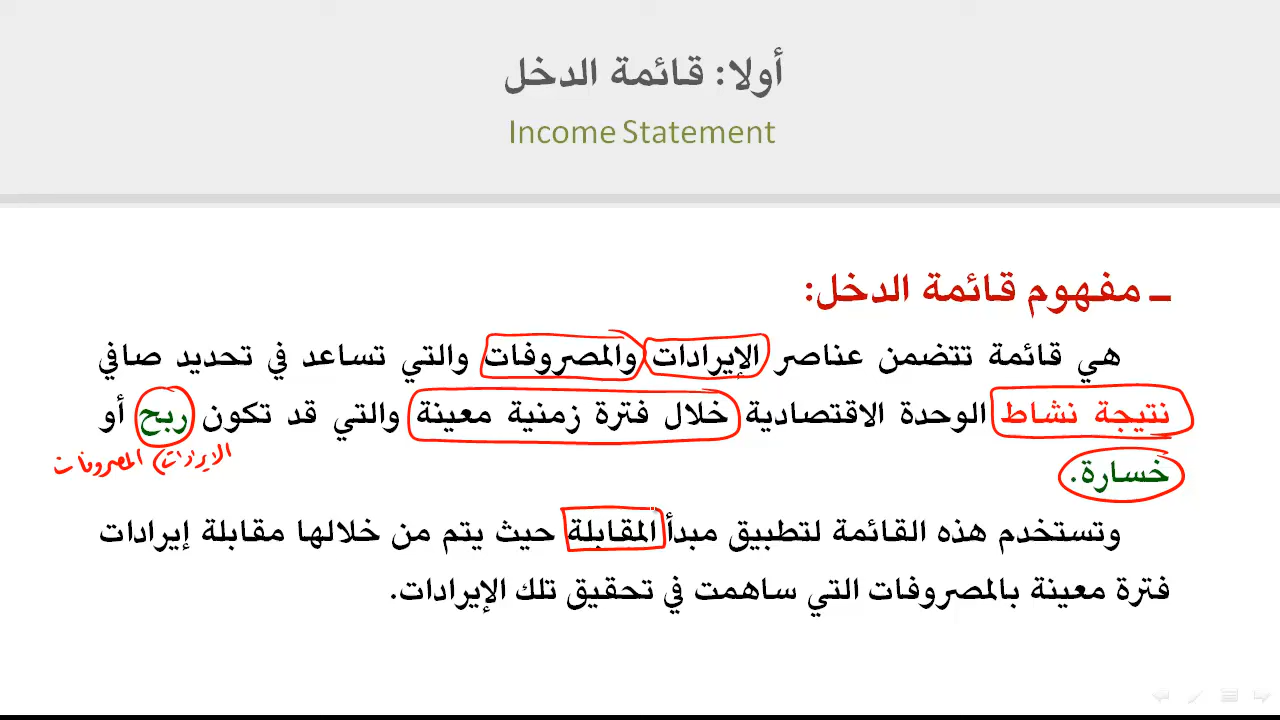 أولا: قائمة الدخل
Income Statement
ـ مفهوم قائمة الدخل:
هي قائمة تتضمن عناصر الإيرادات والمصروفات والتي تساعد في تحديد صافي
نتيجة نشاط الوحدة الاقتصادية خلال فترة زمنية معينة والتي قد تكون ربح أو
الايرادات > المصروفات
خسارة.
وتستخدم هذه القائمة لتطبيق مبدأ المقابلة حيث يتم من خلالها مقابلة إيرادات
فترة معينة بالمصروفات التي ساهمت في تحقيق تلك الإيرادات.